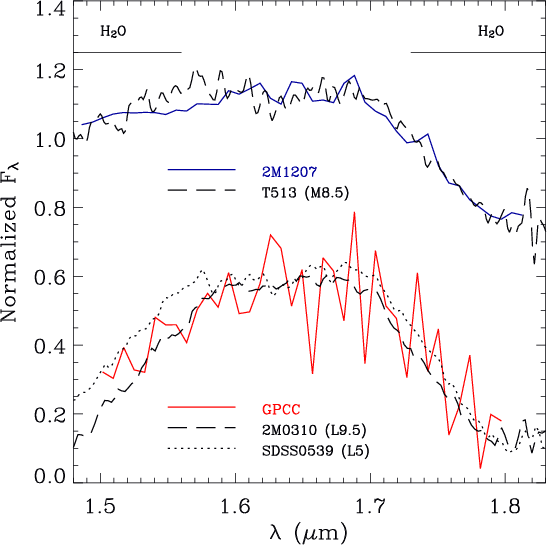 1.4
H₂O H₂O
1.2
1.0
2M1207
T513 (M8.5)
0.8
Normalized Fλ
0.6
0.4
GPCC
2M0310 (L9.5)
0.2
SDSS0539 (L5)
0.0
1.5 1.6 1.7 1.8
λ (μm)